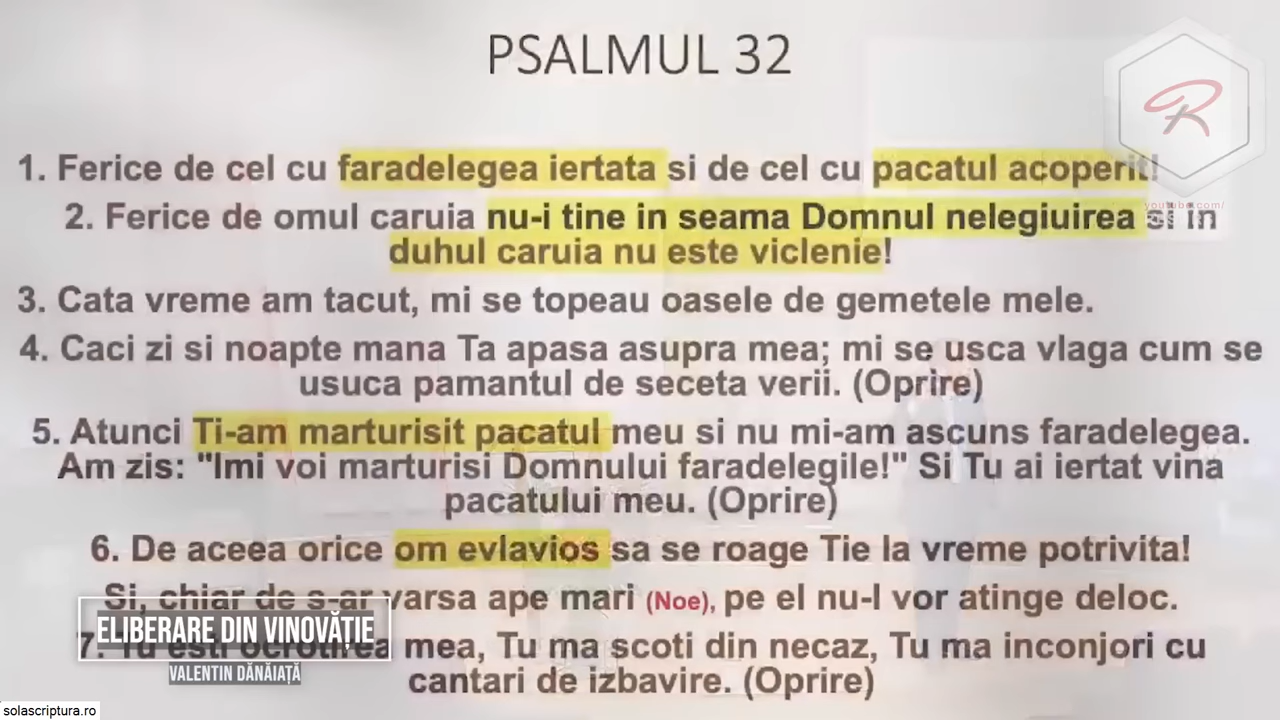 PSALMUL 32
1. Ferice de cel cu faradelegea iertata si de cel cu pacatul acoperit!
2. Ferice de omul caruia nu-i tine in seama Domnul nelegiuirea si in
duhul caruia nu este viclenie!
youtube.com/
3. Cata vreme am tacut, mi se topeau oasele de gemetele mele.
4. Caci zi si noapte mana Ta apasa asupra mea; mi se usca vlaga cum se
usuca pamantul de seceta verii. (Oprire)
5. Atunci Ti-am marturisit pacatul meu si nu mi-am ascuns faradelegea.
Am zis: "Imi voi marturisi Domnului faradelegile!" Si Tu ai iertat vina
pacatului meu. (Oprire)
6. De aceea orice om evlavios sa se roage Tie la vreme potrivita!
Si, chiar de s-ar varsa ape mari (Noe), pe el nu-l vor atinge deloc.
7. Tu esti ocrotirea mea, Tu ma scoti din necaz, Tu ma inconjori cu
cantari de izbavire. (Oprire)
ELIBERARE DIN VINOVĂȚIE
VALENTIN DĂNĂIAȚĂ
solascriptura.ro